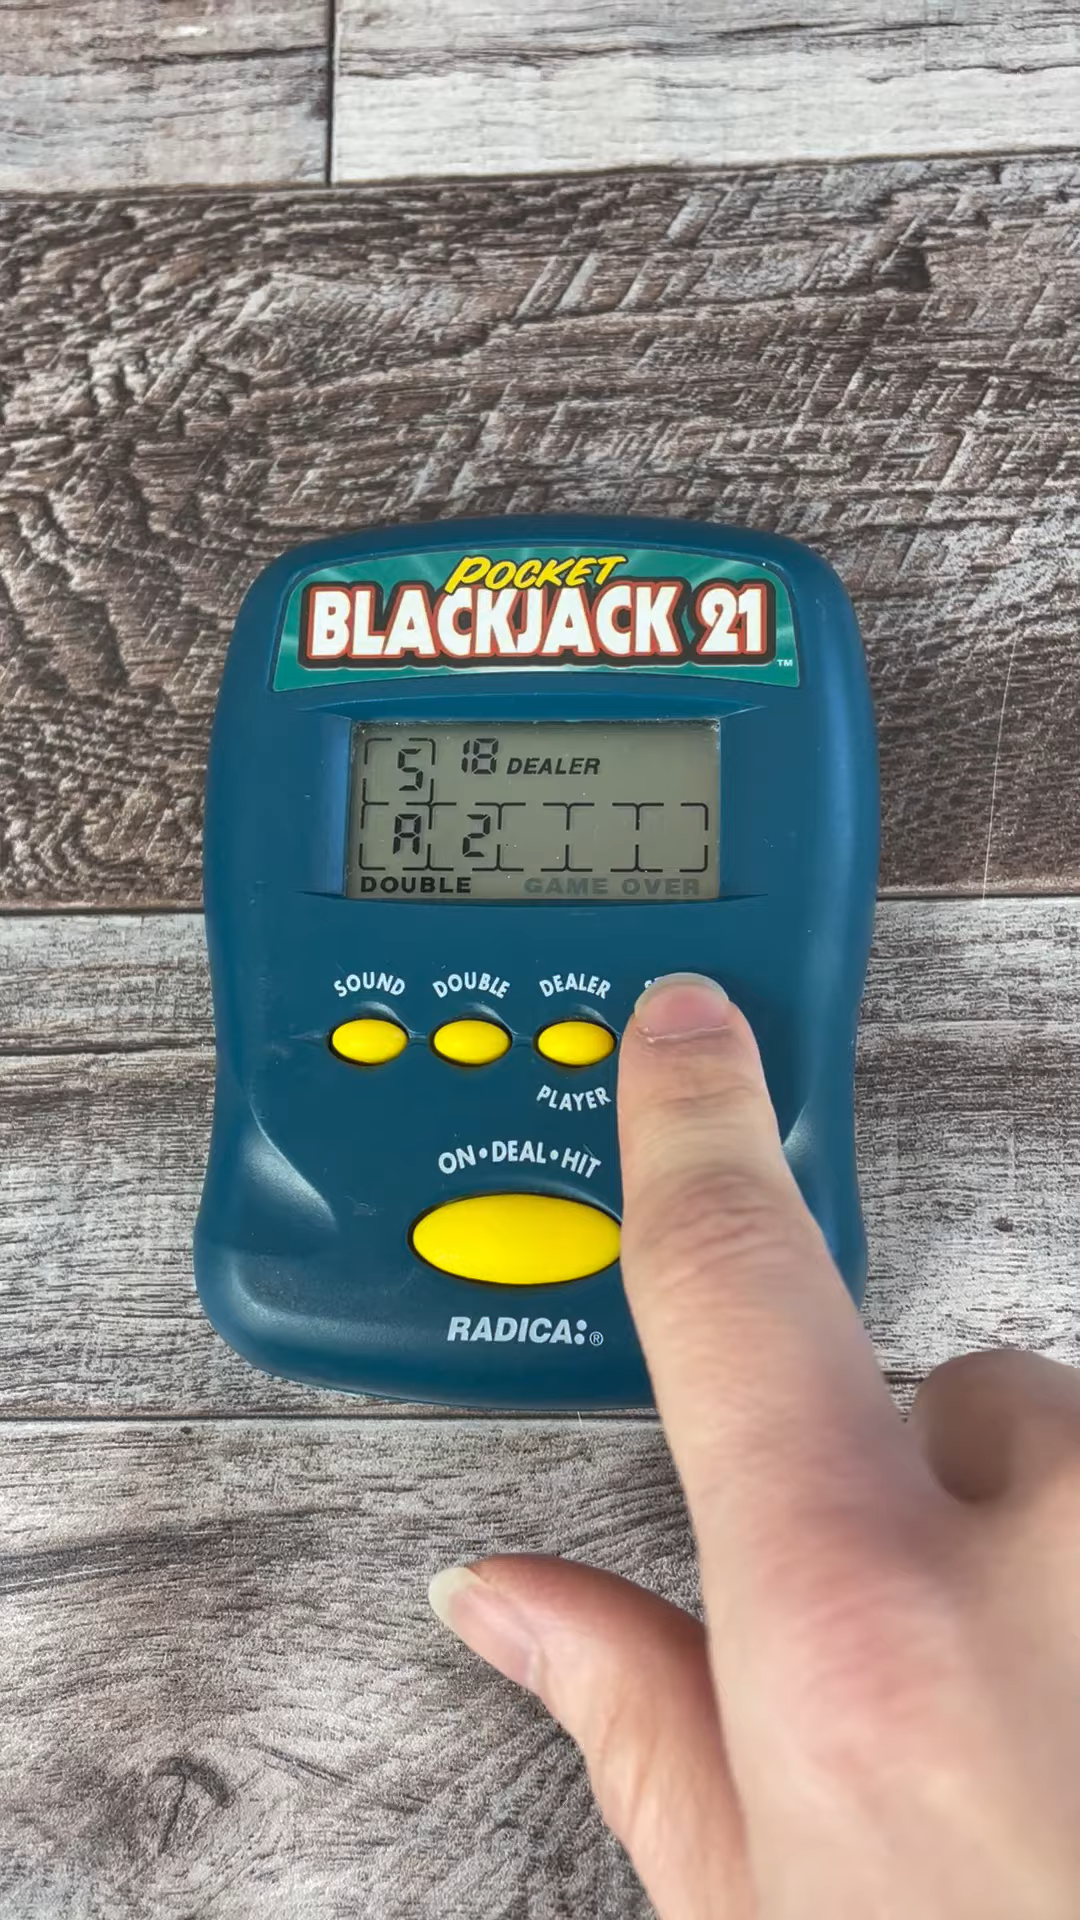 POCKET
BLACKJACK 21
TM
5 18 DEALER
A 2
DOUBLE GAME OVER
SOUND DOUBLE DEALER
PLAYER
ON•DEAL•HIT
RADICA:®